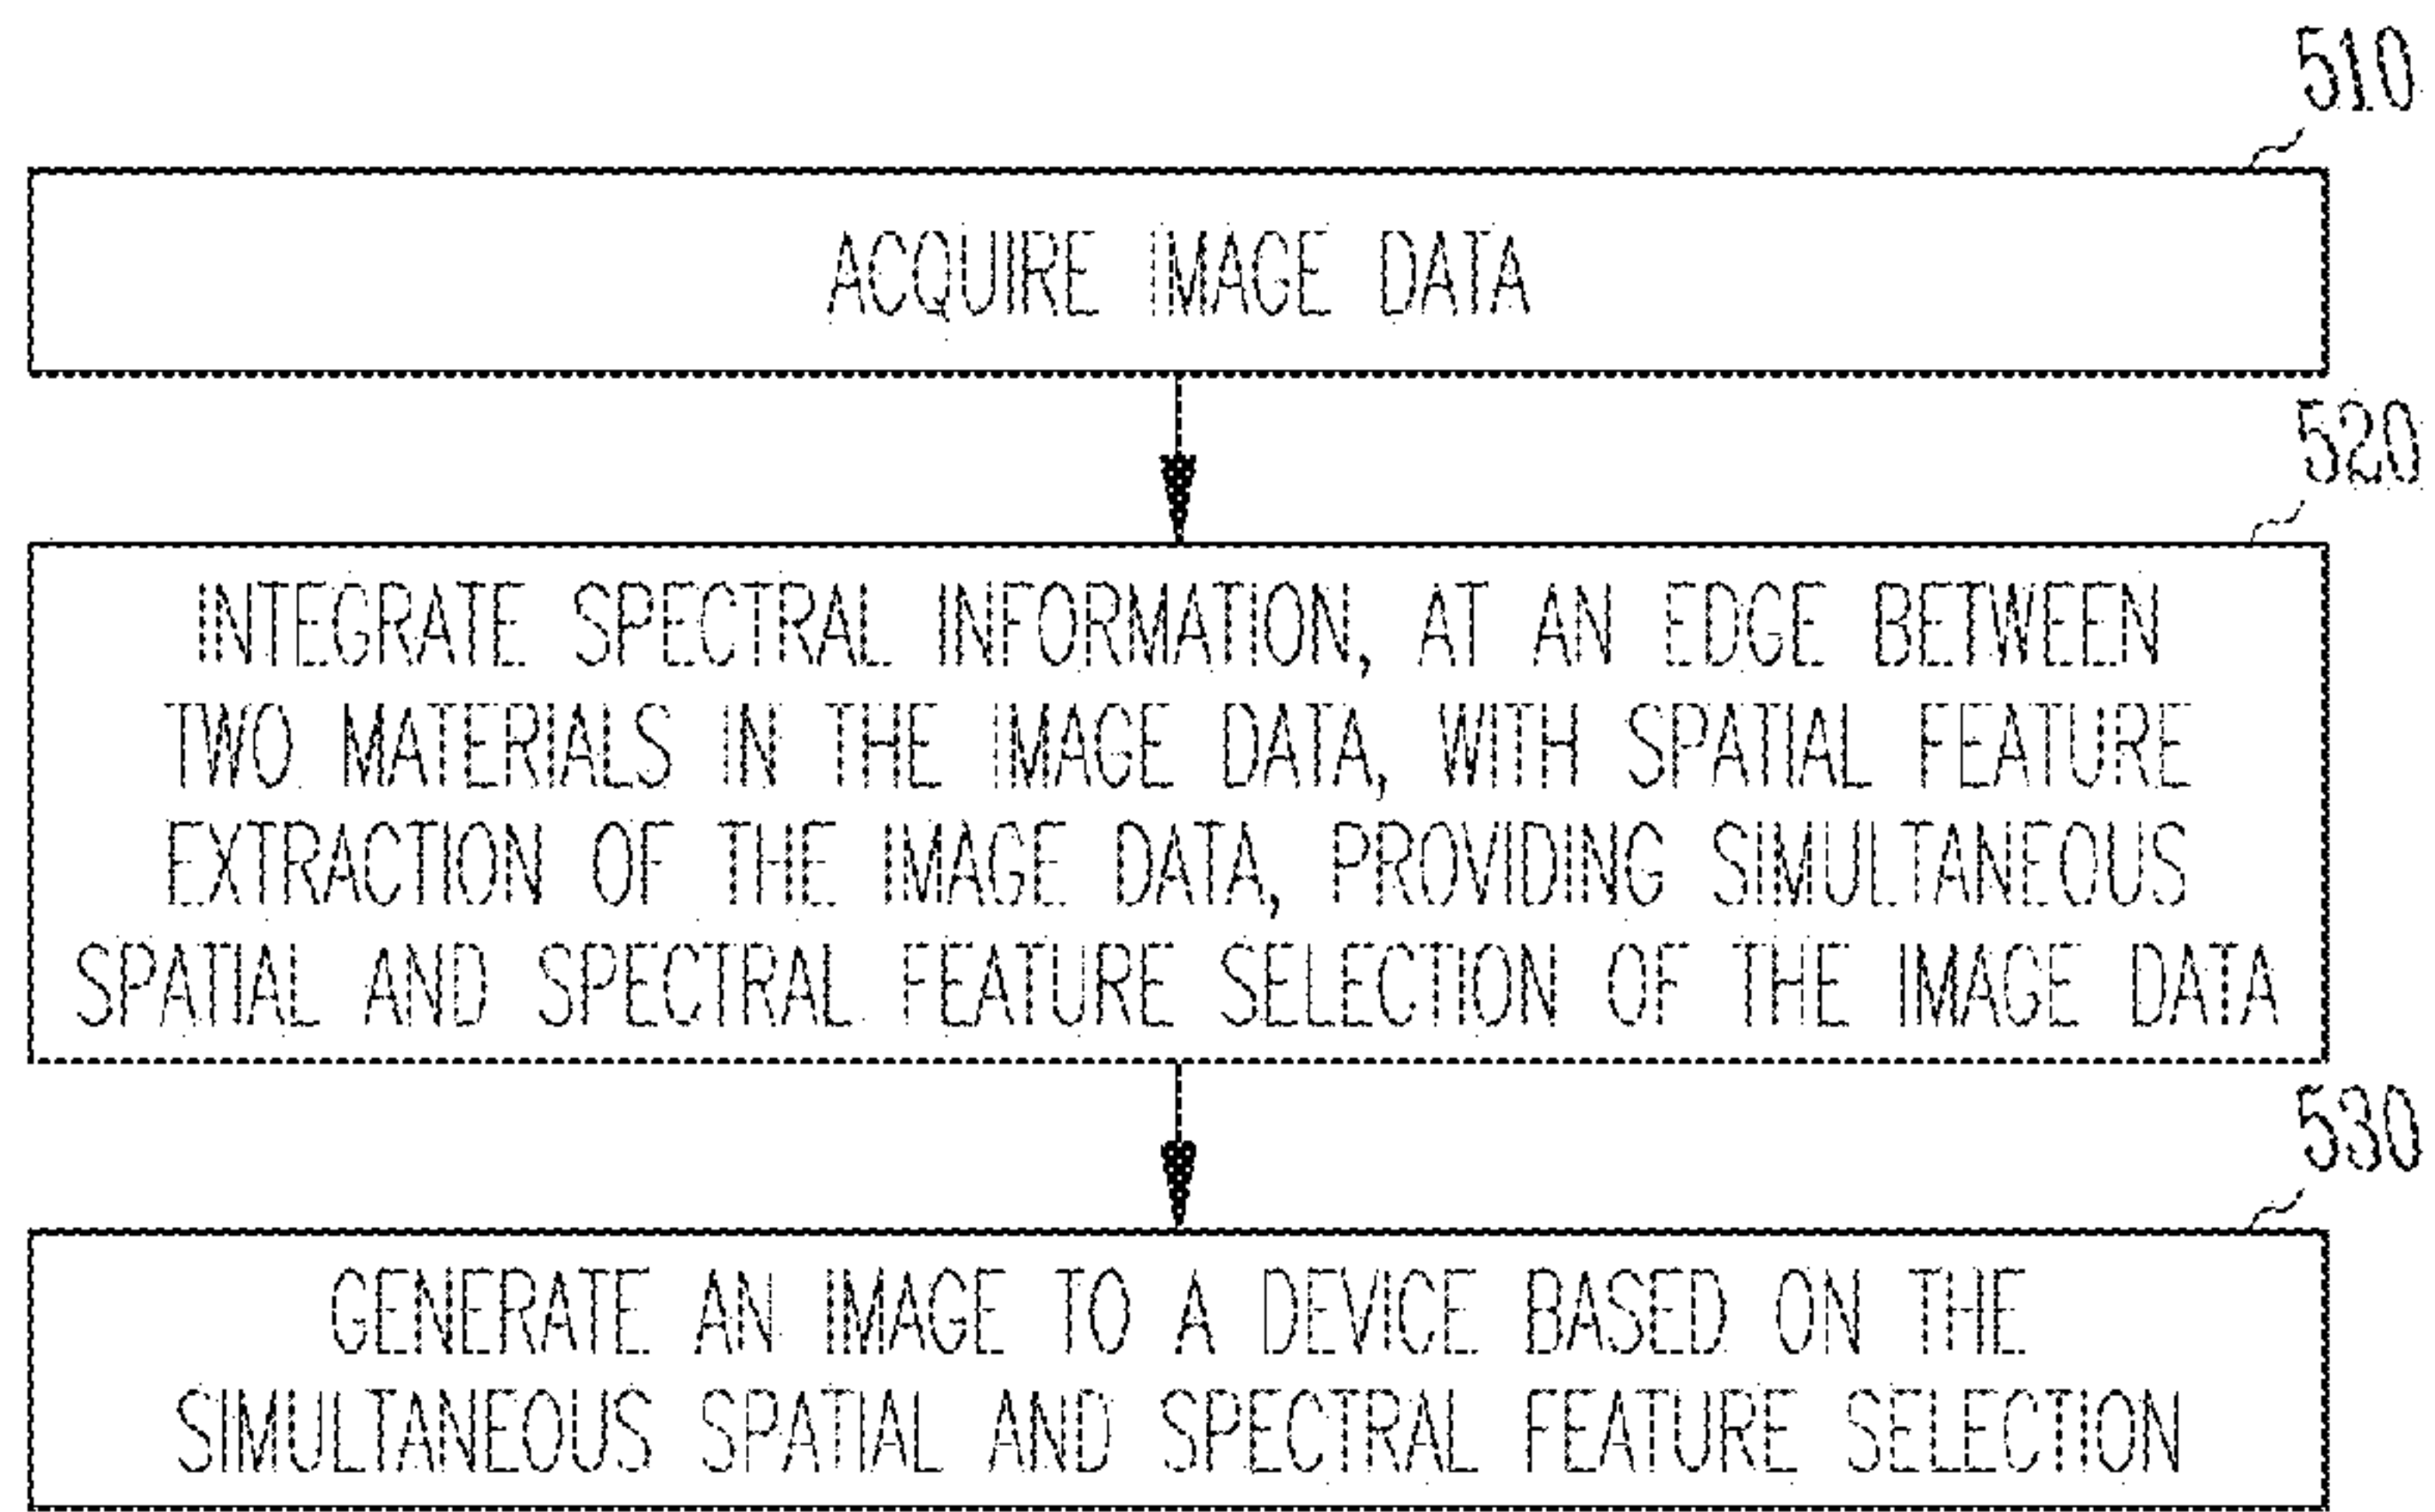 510
ACQUIRE IMAGE DATA
520
INTEGRATE SPECTRAL INFORMATION, AT AN EDGE BETWEEN
TWO MATERIALS IN THE IMAGE DATA, WITH SPATIAL FEATURE
EXTRACTION OF THE IMAGE DATA, PROVIDING SIMULTANEOUS
SPATIAL AND SPECTRAL FEATURE SELECTION OF THE IMAGE DATA
530
GENERATE AN IMAGE TO A DEVICE BASED ON THE
SIMULTANEOUS SPATIAL AND SPECTRAL FEATURE SELECTION